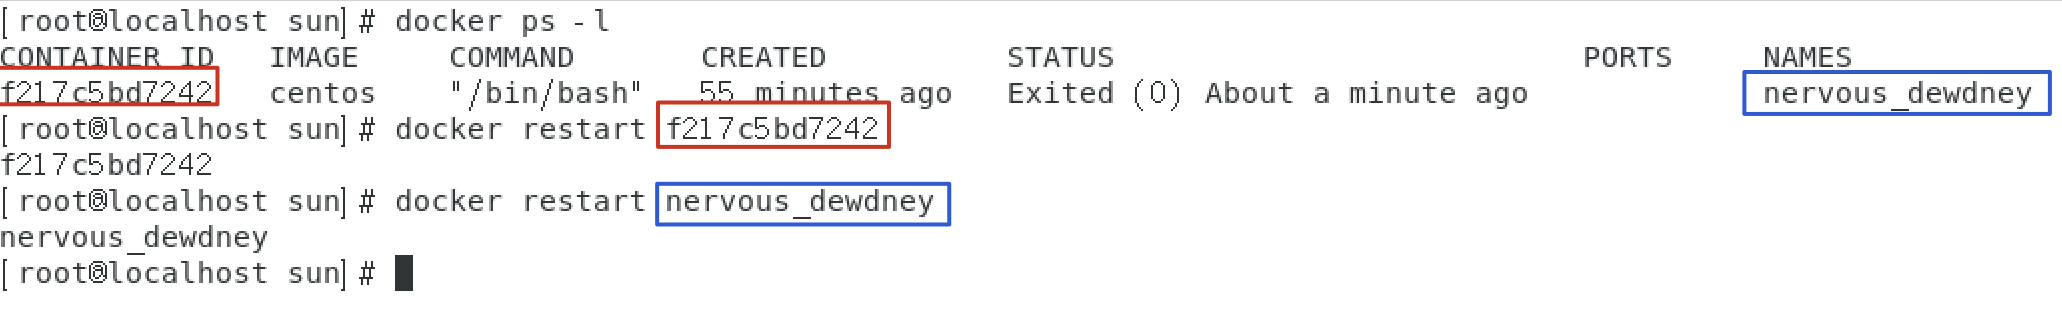 [root@localhost sun]# docker ps -l
CONTAINER ID   IMAGE     COMMAND       CREATED          STATUS                          PORTS     NAMES
f217c5bd7242   centos    "/bin/bash"   55 minutes ago   Exited (0) About a minute ago             nervous_dewdney
[root@localhost sun]# docker restart f217c5bd7242
f217c5bd7242
[root@localhost sun]# docker restart nervous_dewdney
nervous_dewdney
[root@localhost sun]#